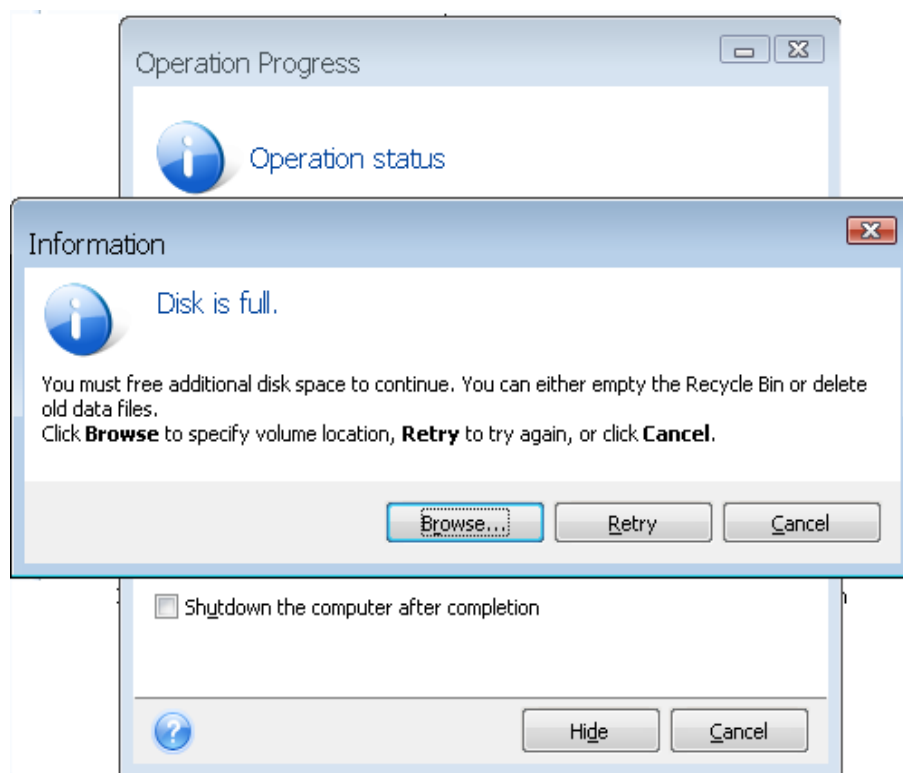 Operation Progress
Operation status
Information
Disk is full.
You must free additional disk space to continue. You can either empty the Recycle Bin or delete
old data files.
Click Browse to specify volume location, Retry to try again, or click Cancel.
Browse...
Retry
Cancel
Shutdown the computer after completion
Hide
Cancel